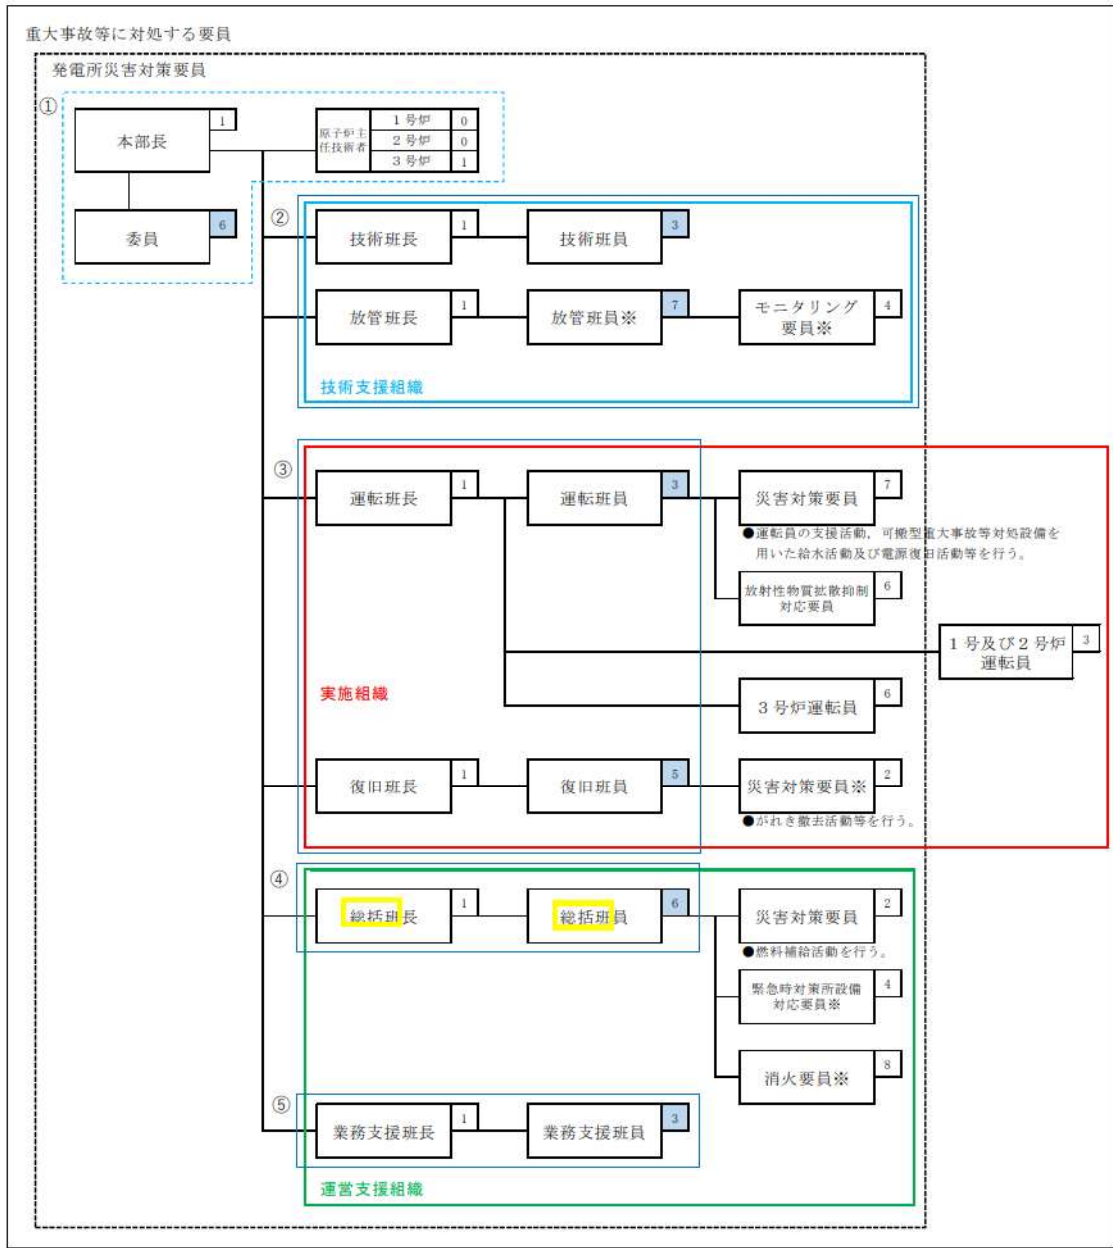 重大事故等に対処する要員
発電所災害対策要員
①
本部長
1
原子炉主
任技術者
1号炉
0
2号炉
0
3号炉
1
委員
6
②
技術班長
1
技術班員
3
放管班長
1
放管班員※
7
モニタリング
要員※
4
技術支援組織
③
運転班長
1
運転班員
3
災害対策要員
7
●運転員の支援活動,可搬型重大事故等対処設備を
用いた給水活動及び電源復旧活動等を行う。
放射性物質拡散抑制
対応要員
6
1号及び2号炉
運転員
3
実施組織
3号炉運転員
6
復旧班長
1
復旧班員
5
災害対策要員※
2
●がれき撤去活動等を行う。
④
総括班長
1
総括班員
6
災害対策要員
2
●燃料補給活動を行う。
緊急時対策所設備
対応要員※
4
消火要員※
8
⑤
業務支援班長
1
業務支援班員
3
運営支援組織